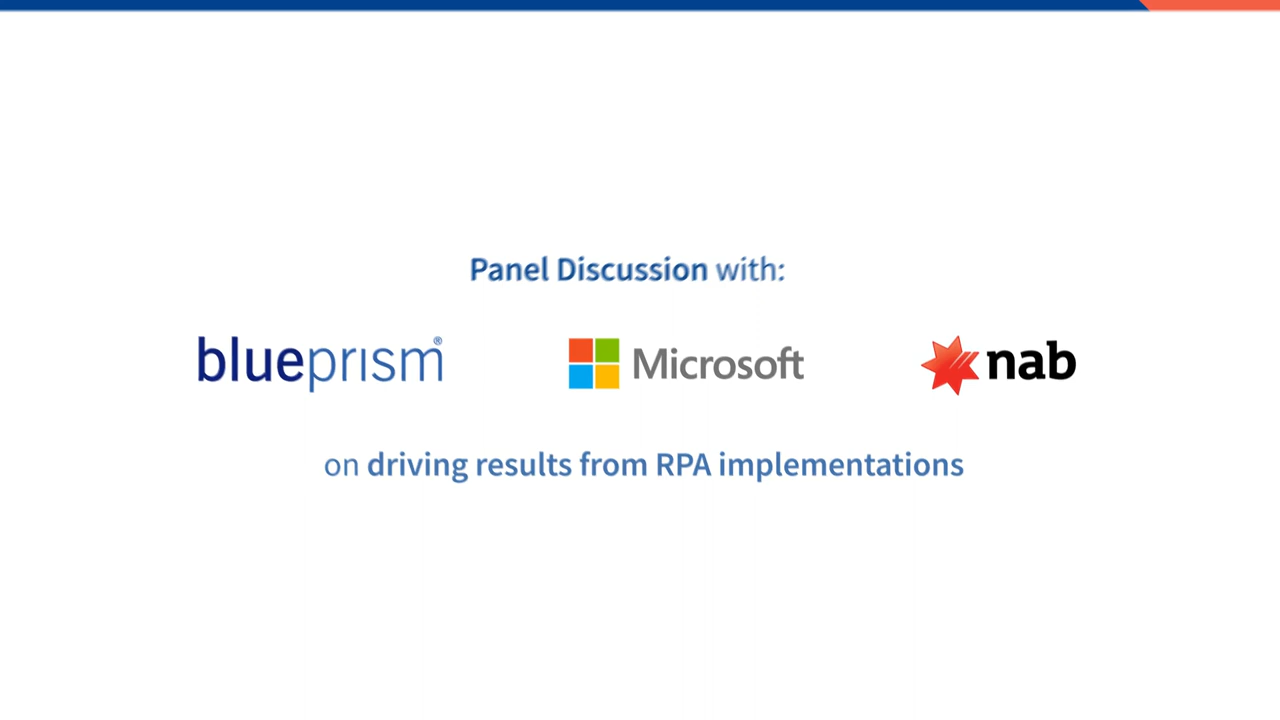 Panel Discussion with:
blueprism® Microsoft nab
on driving results from RPA implementations